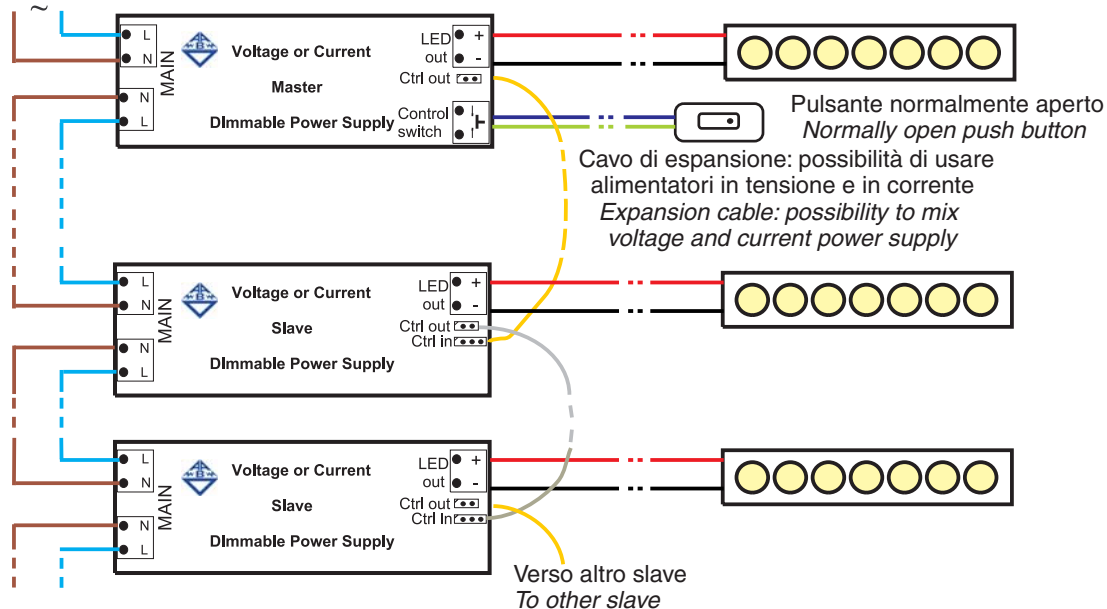 ~
L
N
MAIN
N
L
Voltage or Current
Master
DImmable Power Supply
LED +
out -
Ctrl out
Control
switch
Pulsante normalmente aperto
Normally open push button
Cavo di espansione: possibilità di usare
alimentatori in tensione e in corrente
Expansion cable: possibility to mix
voltage and current power supply
L
N
MAIN
N
L
Voltage or Current
Slave
DImmable Power Supply
LED +
out -
Ctrl out
Ctrl in
L
N
MAIN
N
L
Voltage or Current
Slave
DImmable Power Supply
LED +
out -
Ctrl out
Ctrl In
Verso altro slave
To other slave